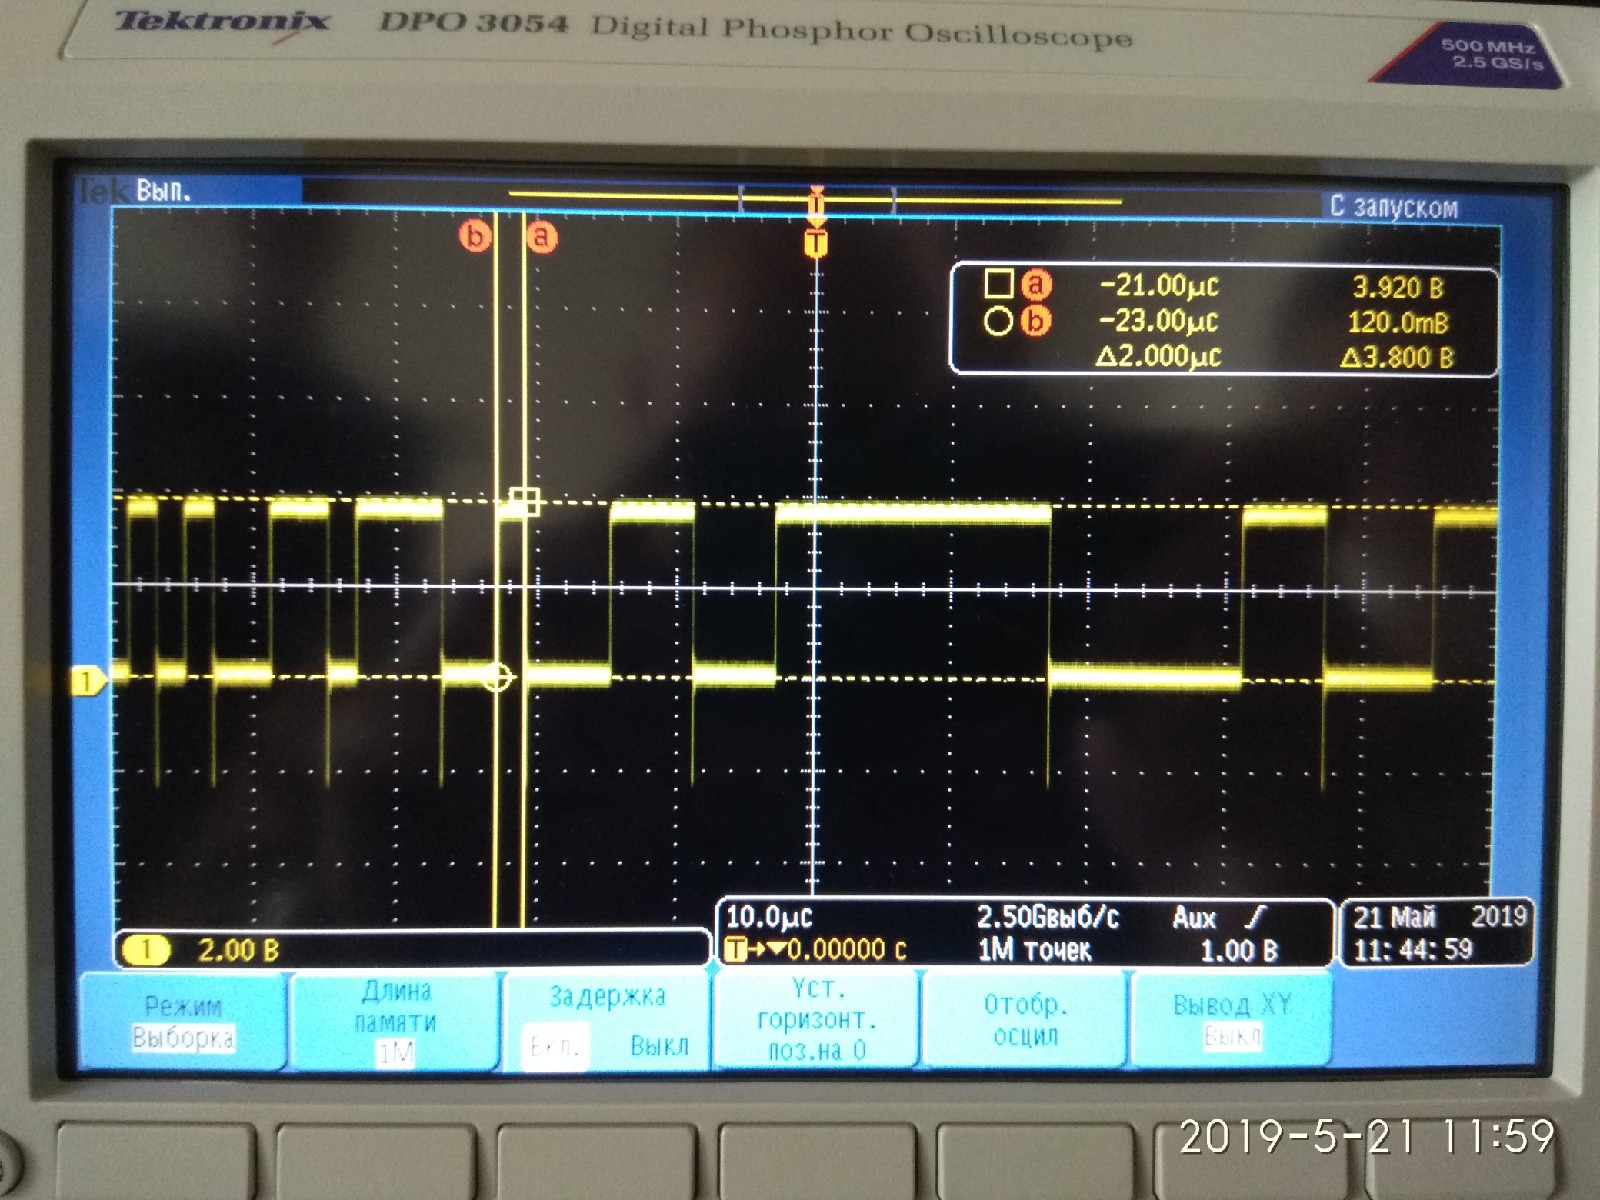 Tektronix DPO 3054 Digital Phosphor Oscilloscope
500 MHz
2.5 GS/s
Tek Вып.
С запуском
b a
T
T
a -21.00µс 3.920 В
b -23.00µс 120.0мВ
Δ2.000µс Δ3.800 В
1
1 2.00 В
10.0µс 2.50Gвыб/с Aux
T→▼0.00000 с 1M точек 1.00 В
21 Май 2019
11:44:59
Режим
Выборка
Длина
памяти
1M
Задержка
Вкл. Выкл
Уст.
горизонт.
поз.на 0
Отобр.
осцил
Вывод XY
Выкл
2019-5-21 11:59